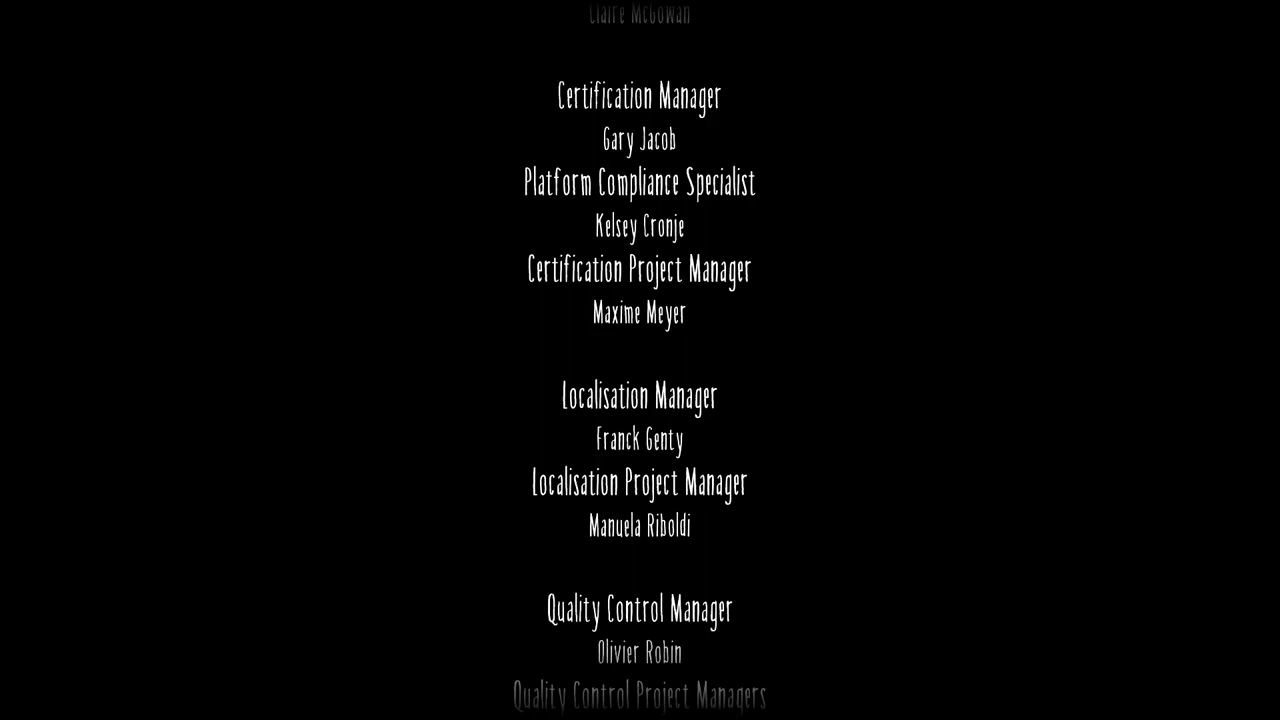 Claire McGowan
Certification Manager
Gary Jacob
Platform Compliance Specialist
Kelsey Cronje
Certification Project Manager
Maxime Meyer
Localisation Manager
Franck Genty
Localisation Project Manager
Manuela Riboldi
Quality Control Manager
Olivier Robin
Quality Control Project Managers